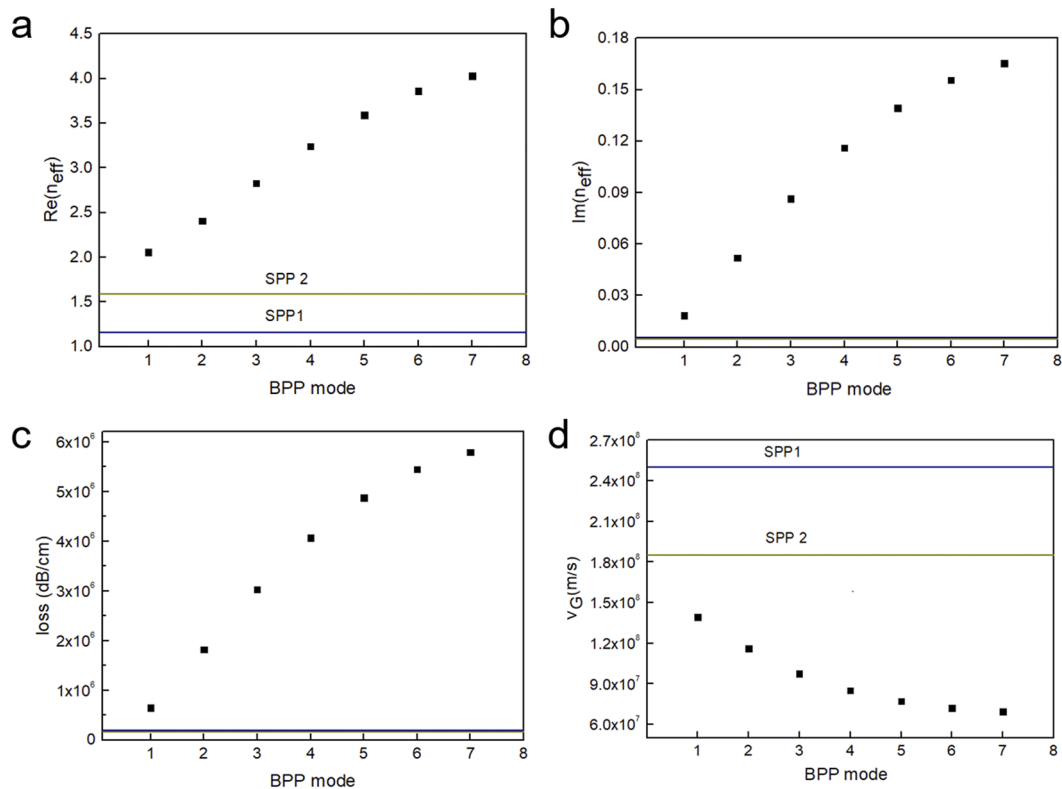 a
4.5
4.0
3.5
3.0
2.5
2.0
1.5
1.0
Re(n_eff)
SPP 2
SPP1
1 2 3 4 5 6 7 8
BPP mode
b
0.18
0.15
0.12
0.09
0.06
0.03
0.00
Im(n_eff)
1 2 3 4 5 6 7 8
BPP mode
c
6x10^6
5x10^6
4x10^6
3x10^6
2x10^6
1x10^6
0
loss (dB/cm)
1 2 3 4 5 6 7 8
BPP mode
d
2.7x10^8
2.4x10^8
2.1x10^8
1.8x10^8
1.5x10^8
1.2x10^8
9.0x10^7
6.0x10^7
v_G(m/s)
SPP1
SPP 2
1 2 3 4 5 6 7 8
BPP mode